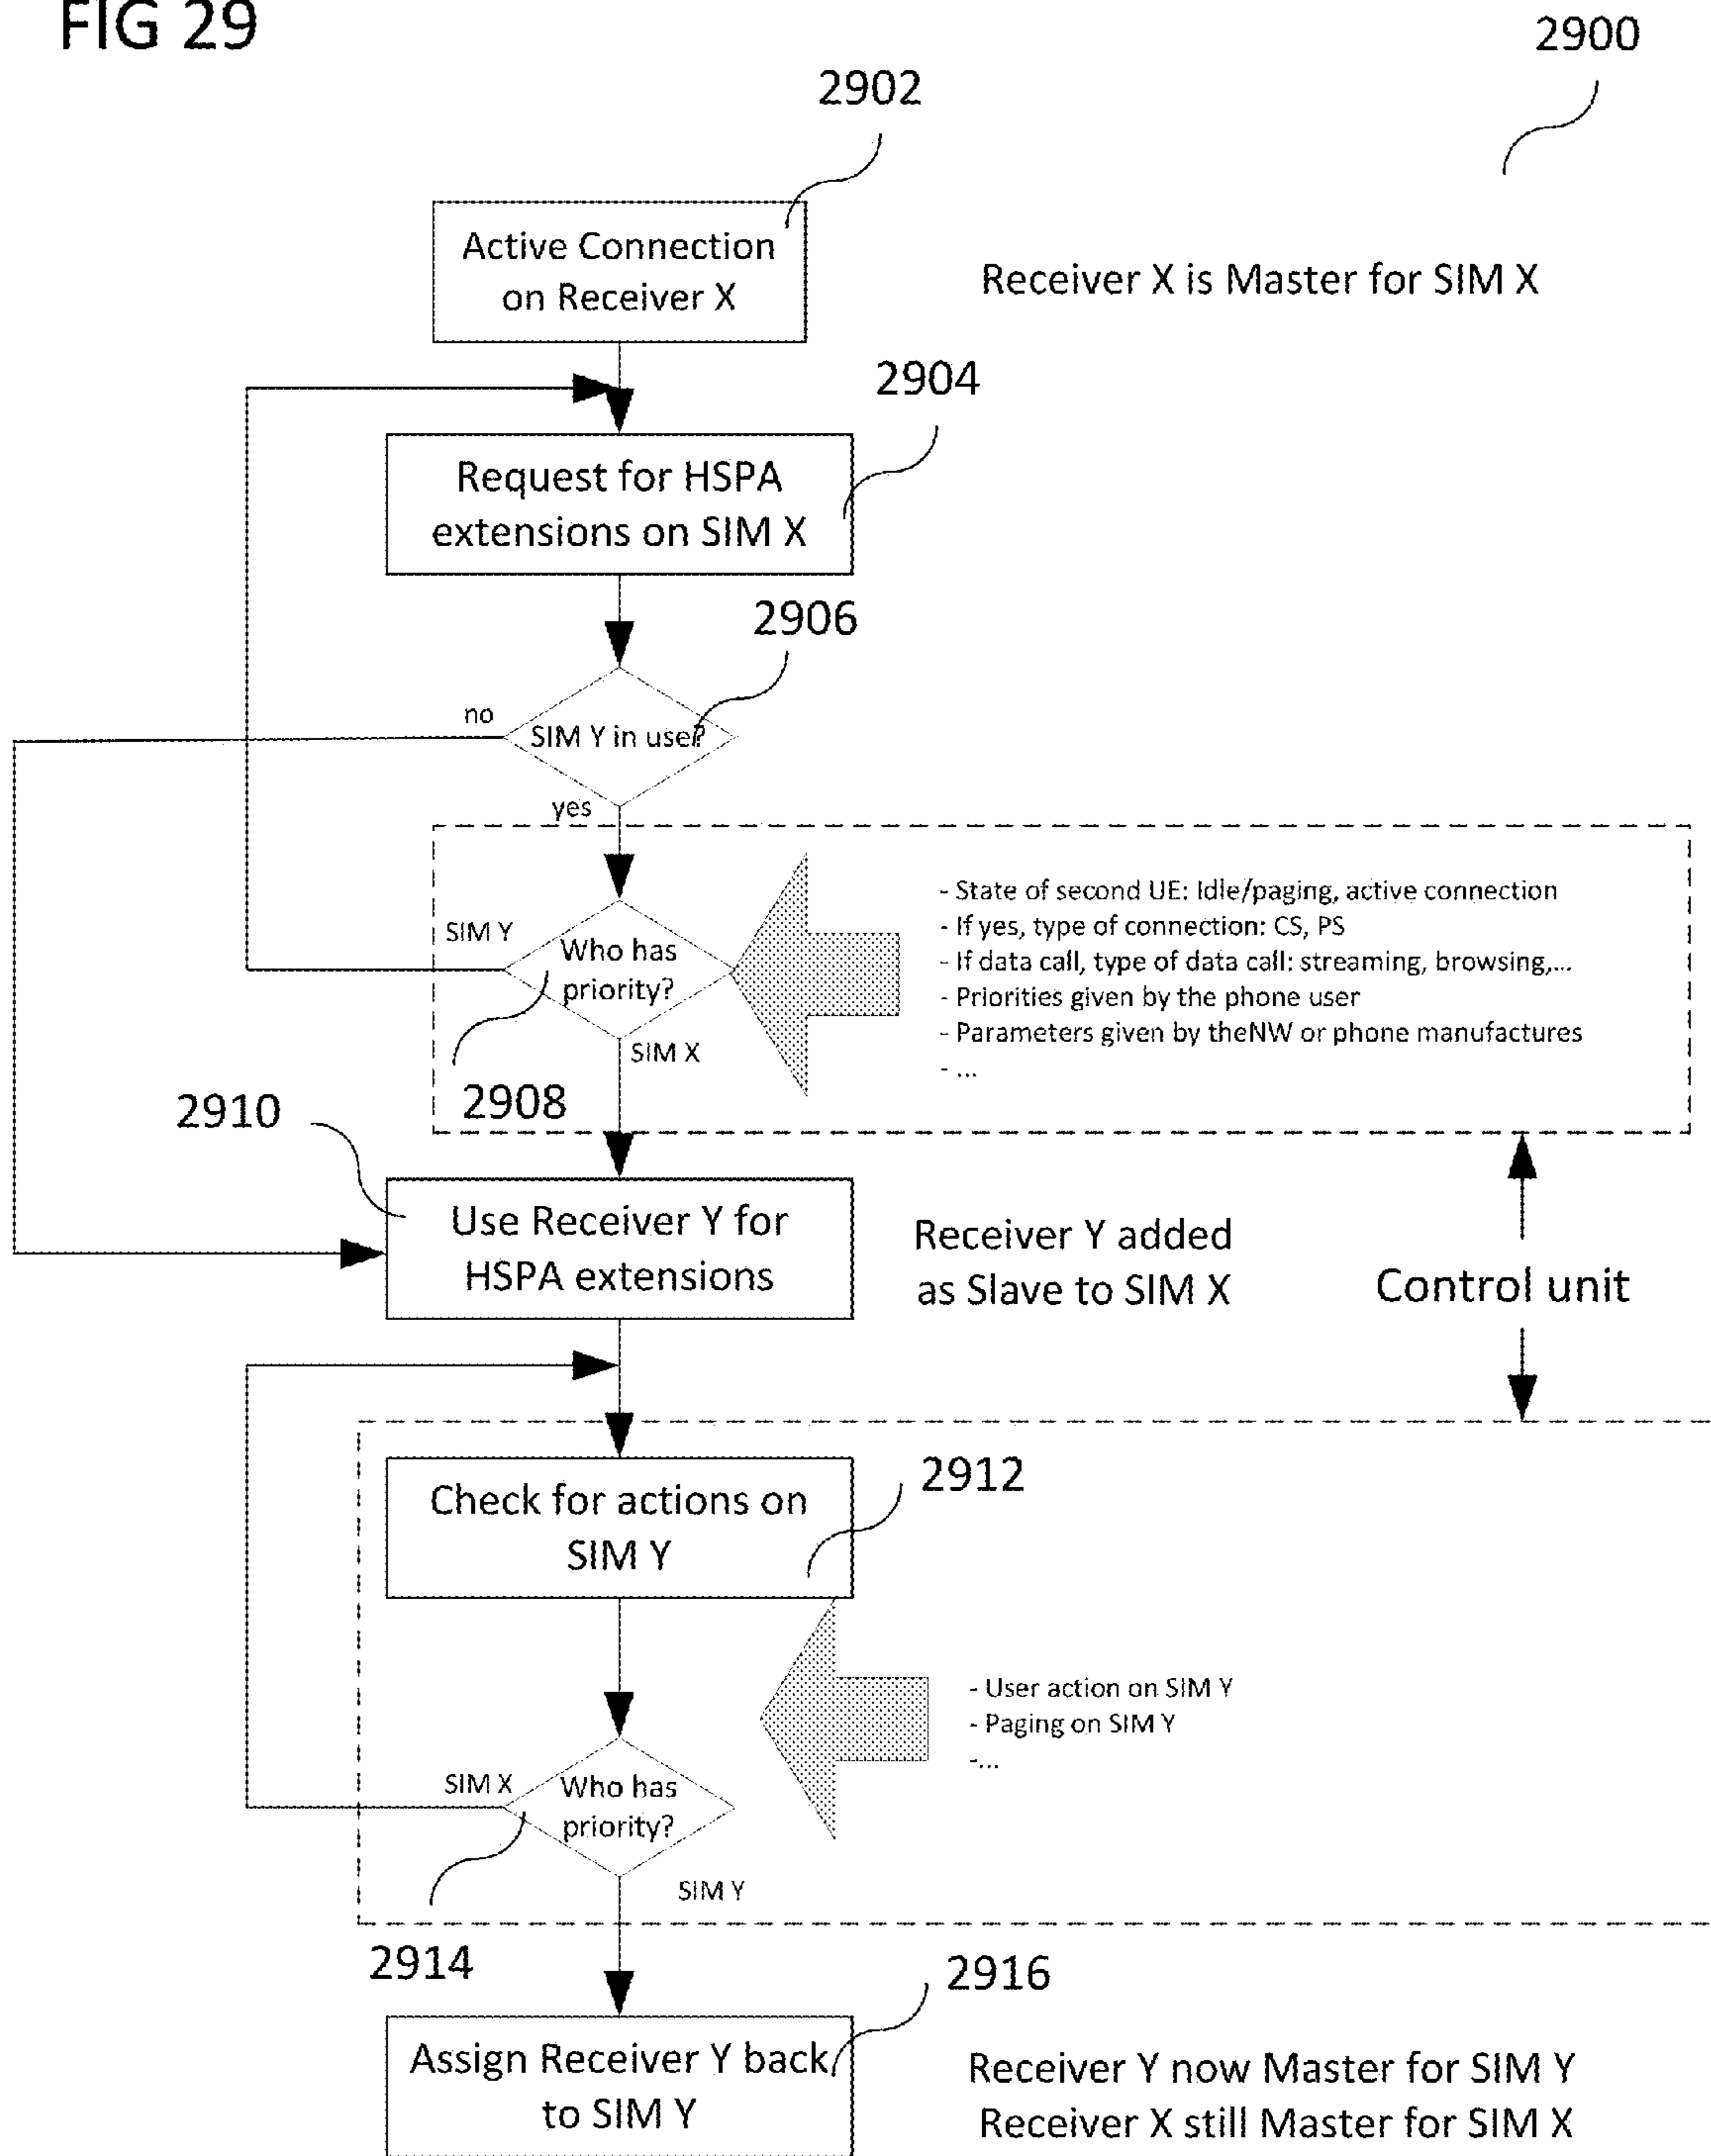 FIG 29
2900
2902
Active Connection
on Receiver X
Receiver X is Master for SIM X
2904
Request for HSPA
extensions on SIM X
2906
no
SIM Y in use?
yes
SIM Y
Who has
priority?
SIM X
2908
- State of second UE: Idle/paging, active connection
- If yes, type of connection: CS, PS
- If data call, type of data call: streaming, browsing,...
- Priorities given by the phone user
- Parameters given by theNW or phone manufactures
- ...
2910
Use Receiver Y for
HSPA extensions
Receiver Y added
as Slave to SIM X
Control unit
2912
Check for actions on
SIM Y
- User action on SIM Y
- Paging on SIM Y
-...
SIM X
Who has
priority?
SIM Y
2914
2916
Assign Receiver Y back
to SIM Y
Receiver Y now Master for SIM Y
Receiver X still Master for SIM X